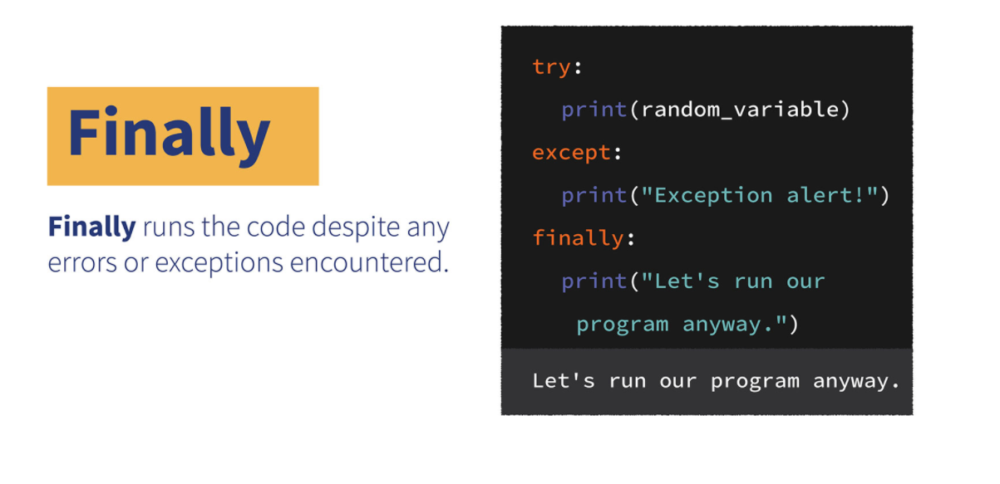 Finally
Finally runs the code despite any
errors or exceptions encountered.
try:
print(random_variable)
except:
print("Exception alert!")
finally:
print("Let's run our
program anyway.")
Let's run our program anyway.